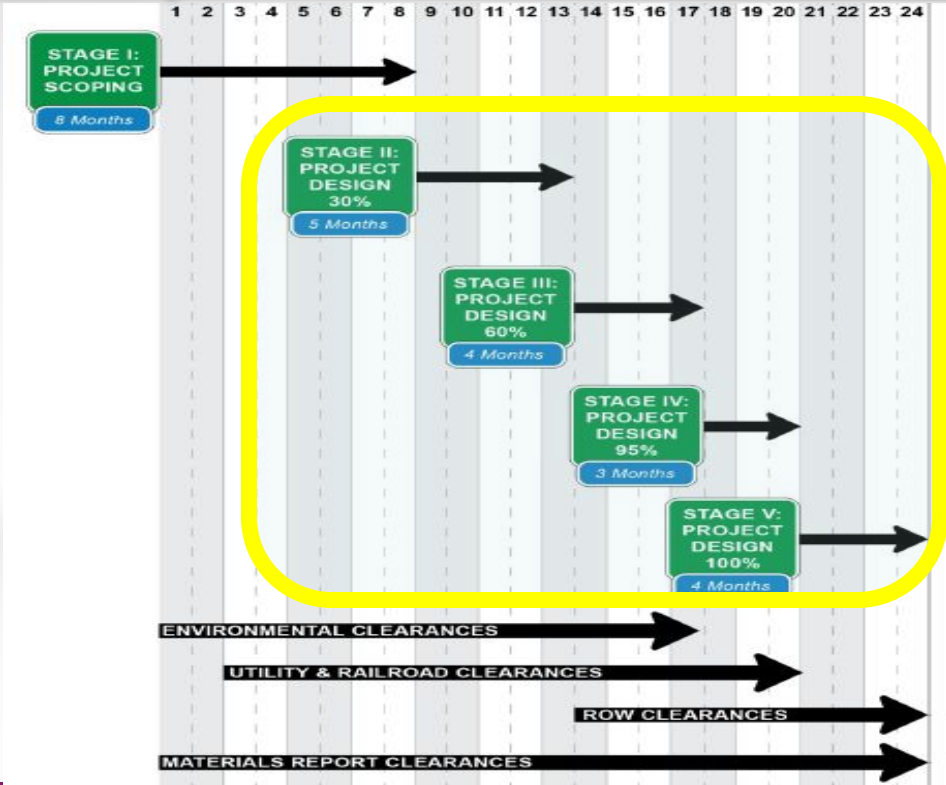 1 2 3 4 5 6 7 8 9 10 11 12 13 14 15 16 17 18 19 20 21 22 23 24
STAGE I:
PROJECT
SCOPING
8 Months
STAGE II:
PROJECT
DESIGN
30%
5 Months
STAGE III:
PROJECT
DESIGN
60%
4 Months
STAGE IV:
PROJECT
DESIGN
95%
3 Months
STAGE V:
PROJECT
DESIGN
100%
4 Months
ENVIRONMENTAL CLEARANCES
UTILITY & RAILROAD CLEARANCES
ROW CLEARANCES
MATERIALS REPORT CLEARANCES